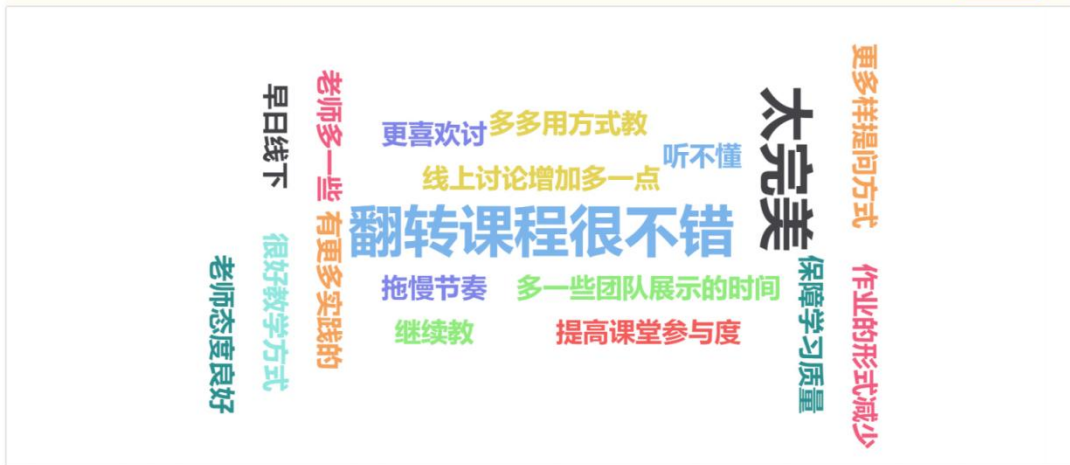 更多样提问方式
老师多一些
早日线下
太完美
多多用方式教
更喜欢讨
听不懂
线上讨论增加多一点
翻转课程很不错
有更多实践的
很好教学方式
老师态度良好
保障学习质量
作业的形式减少
拖慢节奏
多一些团队展示的时间
继续教
提高课堂参与度